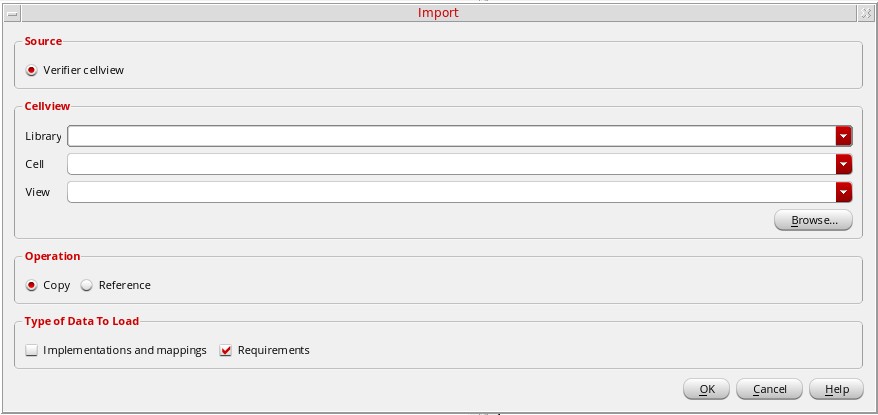 Import
Source
Verifier cellview
Cellview
Library
Cell
View
Browse...
Operation
Copy Reference
Type of Data To Load
Implementations and mappings Requirements
OK Cancel Help